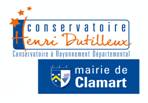 conservatoire
Henri Dutilleux
Conservatoire à Rayonnement Départemental
mairie de
Clamart